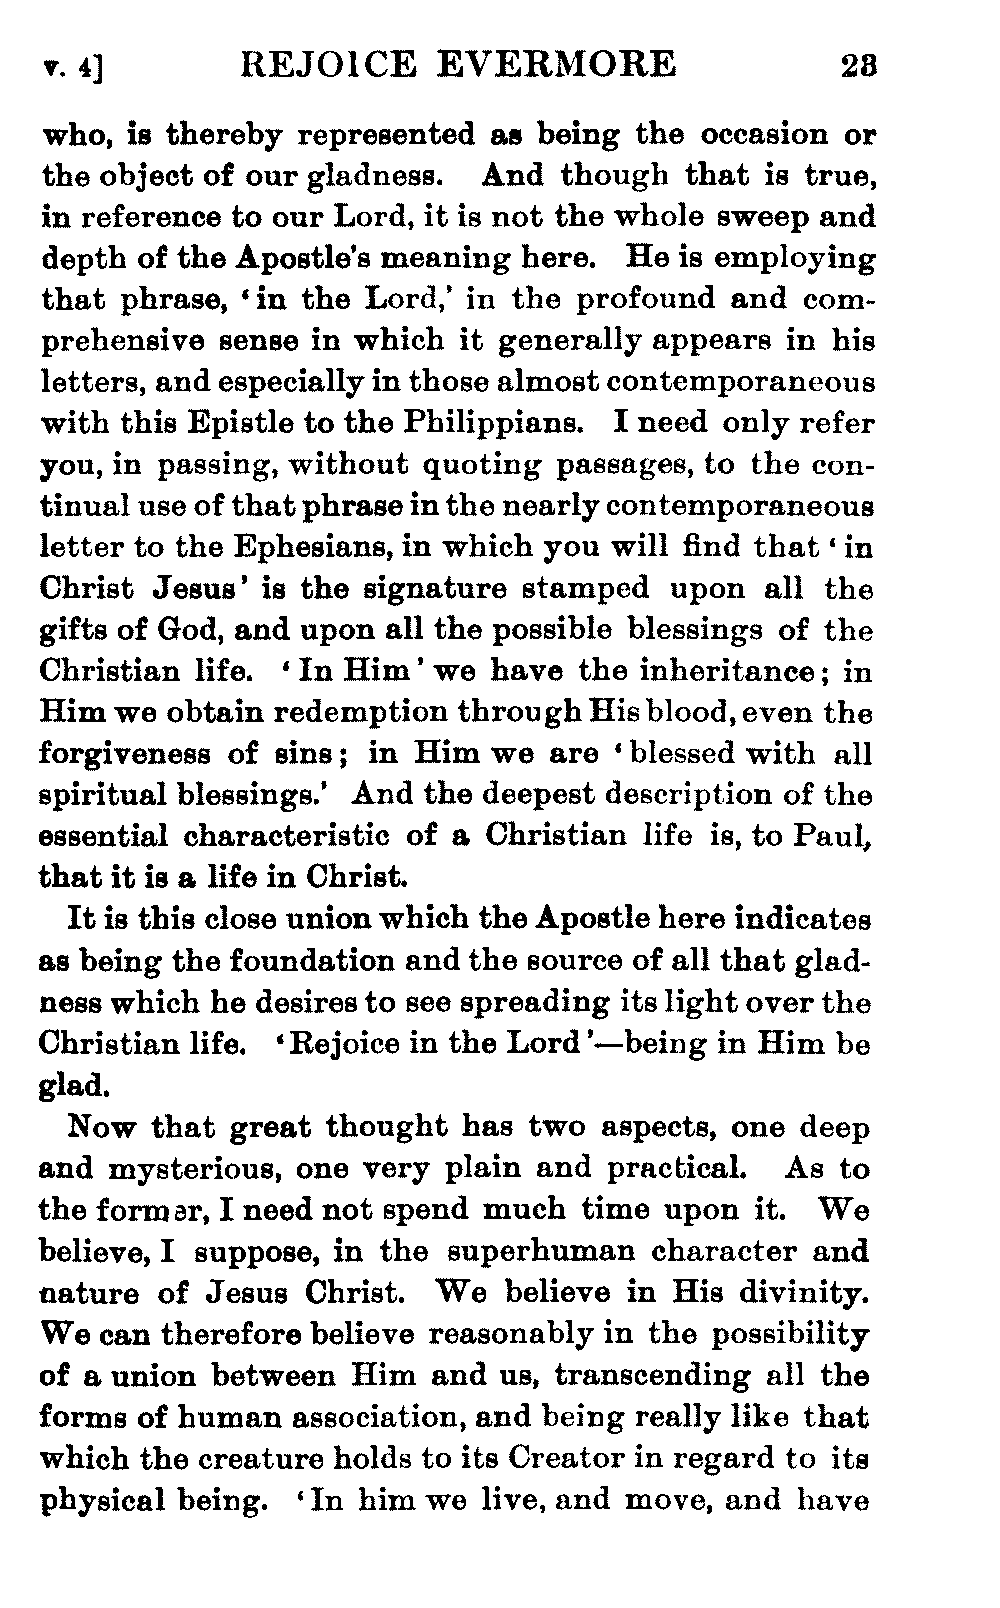 v. 4] REJOICE EVERMORE 23
who, is thereby represented as being the occasion or
the object of our gladness. And though that is true,
in reference to our Lord, it is not the whole sweep and
depth of the Apostle's meaning here. He is employing
that phrase, 'in the Lord,' in the profound and com-
prehensive sense in which it generally appears in his
letters, and especially in those almost contemporaneous
with this Epistle to the Philippians. I need only refer
you, in passing, without quoting passages, to the con-
tinual use of that phrase in the nearly contemporaneous
letter to the Ephesians, in which you will find that 'in
Christ Jesus' is the signature stamped upon all the
gifts of God, and upon all the possible blessings of the
Christian life. 'In Him' we have the inheritance; in
Him we obtain redemption through His blood, even the
forgiveness of sins; in Him we are 'blessed with all
spiritual blessings.' And the deepest description of the
essential characteristic of a Christian life is, to Paul,
that it is a life in Christ.
It is this close union which the Apostle here indicates
as being the foundation and the source of all that glad-
ness which he desires to see spreading its light over the
Christian life. 'Rejoice in the Lord'—being in Him be
glad.
Now that great thought has two aspects, one deep
and mysterious, one very plain and practical. As to
the former, I need not spend much time upon it. We
believe, I suppose, in the superhuman character and
nature of Jesus Christ. We believe in His divinity.
We can therefore believe reasonably in the possibility
of a union between Him and us, transcending all the
forms of human association, and being really like that
which the creature holds to its Creator in regard to its
physical being. 'In him we live, and move, and have